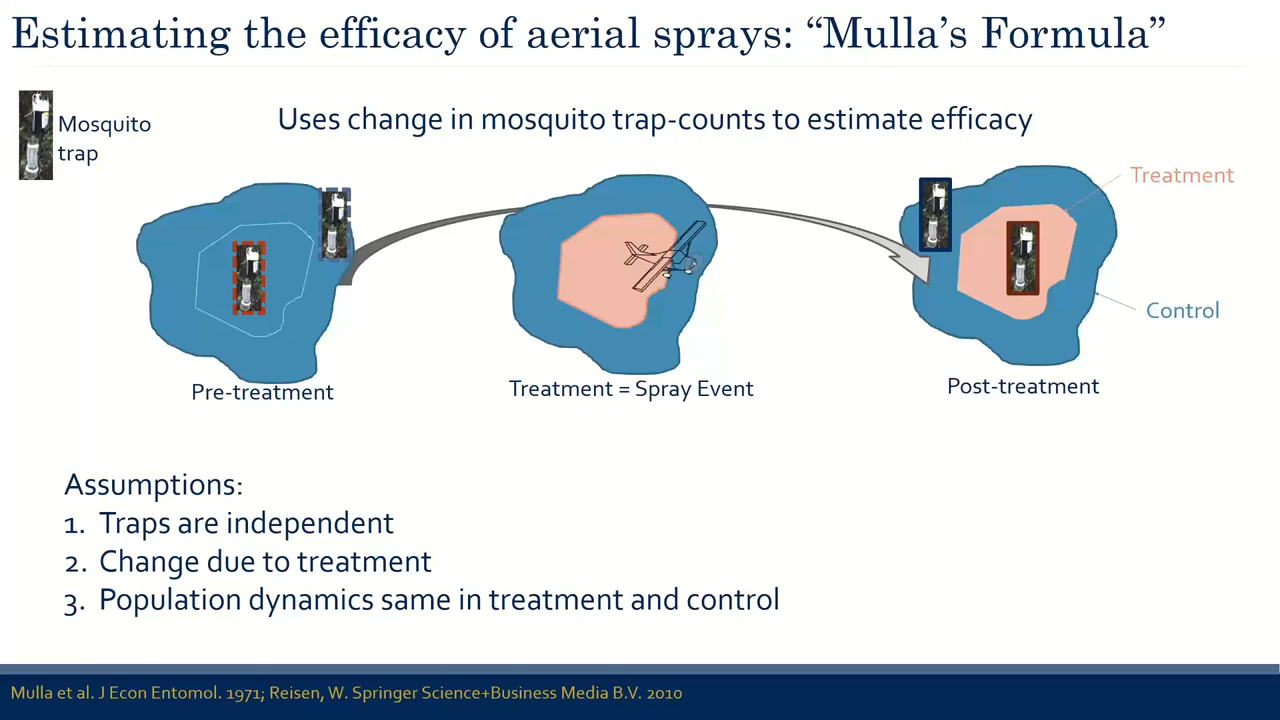 Estimating the efficacy of aerial sprays: “Mulla’s Formula”
Mosquito
trap
Uses change in mosquito trap-counts to estimate efficacy
Treatment
Control
Pre-treatment
Treatment = Spray Event
Post-treatment
Assumptions:
1. Traps are independent
2. Change due to treatment
3. Population dynamics same in treatment and control
Mulla et al. J Econ Entomol. 1971; Reisen, W. Springer Science+Business Media B.V. 2010